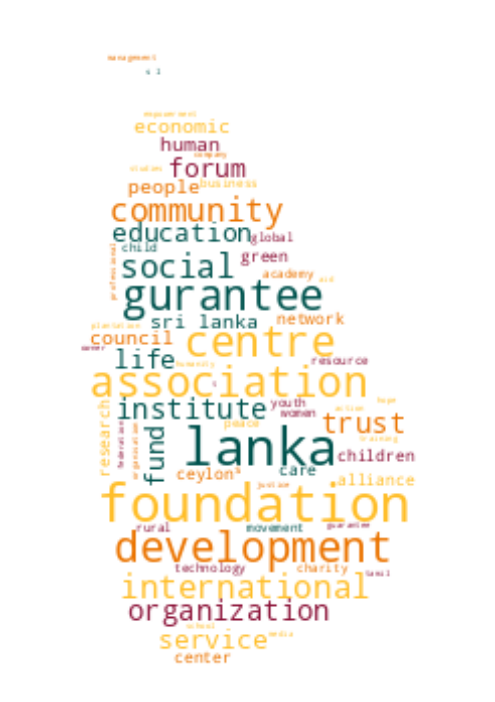 management
empowerment
economic
human
company
studies forum
people business
community
education global
child
green
social academy
professional aid
gurantee
sri lanka network
plantation
council centre
owner
life humanity resource
association
institute youth hope
women action
research peace trust
federation organisation fund lanka training
children
ceylon care
alliance
justice
foundation
rural movement guarantee
development
technology charity tamil
international
organization
school
service media
center